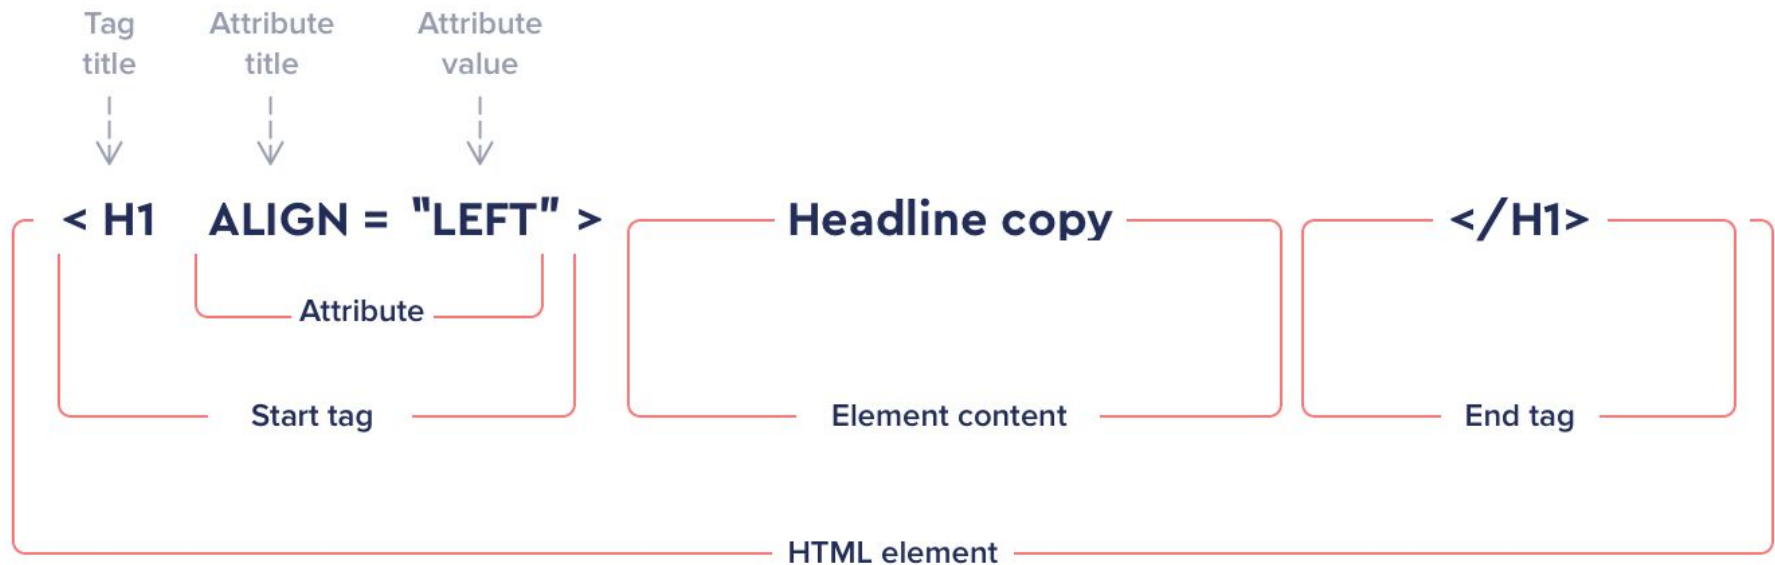 Tag Attribute Attribute
title title value
< H1 ALIGN = "LEFT" > Headline copy </H1>
Attribute
Start tag Element content End tag
HTML element